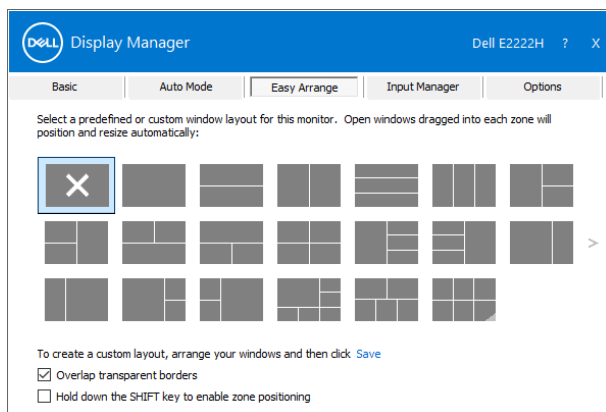 DELL Display Manager Dell E2222H ? X
Basic Auto Mode Easy Arrange Input Manager Options
Select a predefined or custom window layout for this monitor. Open windows dragged into each zone will
position and resize automatically:
>
To create a custom layout, arrange your windows and then click Save
Overlap transparent borders
Hold down the SHIFT key to enable zone positioning